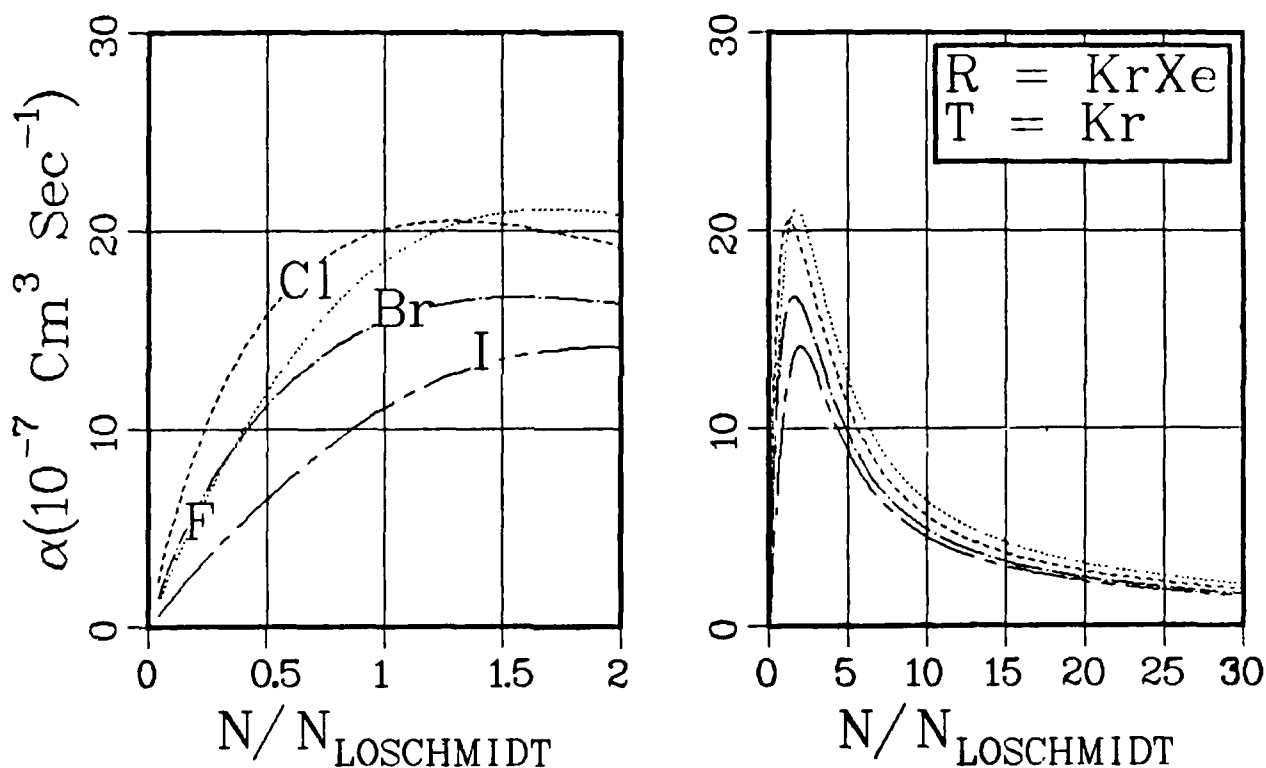 α(10⁻⁷ Cm³ Sec⁻¹)
30
20
10
0
Cl
Br
I
F
0 0.5 1 1.5 2
N/N_LOSCHMIDT
R = KrXe
T = Kr
30
20
10
0
0 5 10 15 20 25 30
N/N_LOSCHMIDT